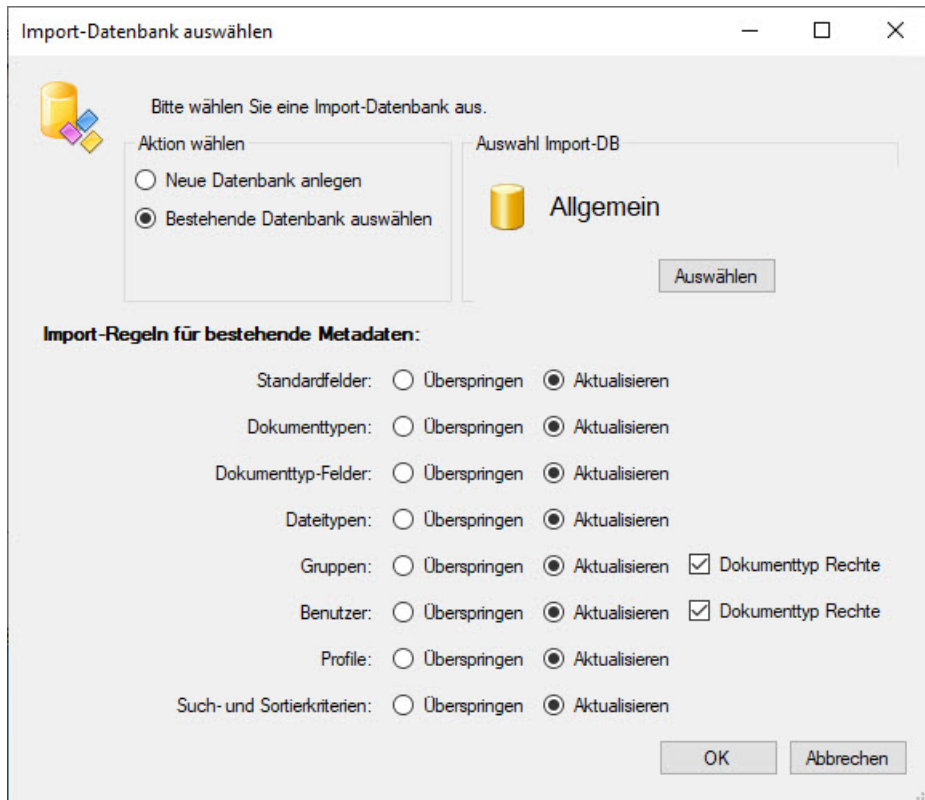 Import-Datenbank auswählen
Bitte wählen Sie eine Import-Datenbank aus.
Aktion wählen
Neue Datenbank anlegen
Bestehende Datenbank auswählen
Auswahl Import-DB
Allgemein
Auswählen
Import-Regeln für bestehende Metadaten:
Standardfelder: Überspringen Aktualisieren
Dokumenttypen: Überspringen Aktualisieren
Dokumenttyp-Felder: Überspringen Aktualisieren
Dateitypen: Überspringen Aktualisieren
Gruppen: Überspringen Aktualisieren Dokumenttyp Rechte
Benutzer: Überspringen Aktualisieren Dokumenttyp Rechte
Profile: Überspringen Aktualisieren
Such- und Sortierkriterien: Überspringen Aktualisieren
OK Abbrechen